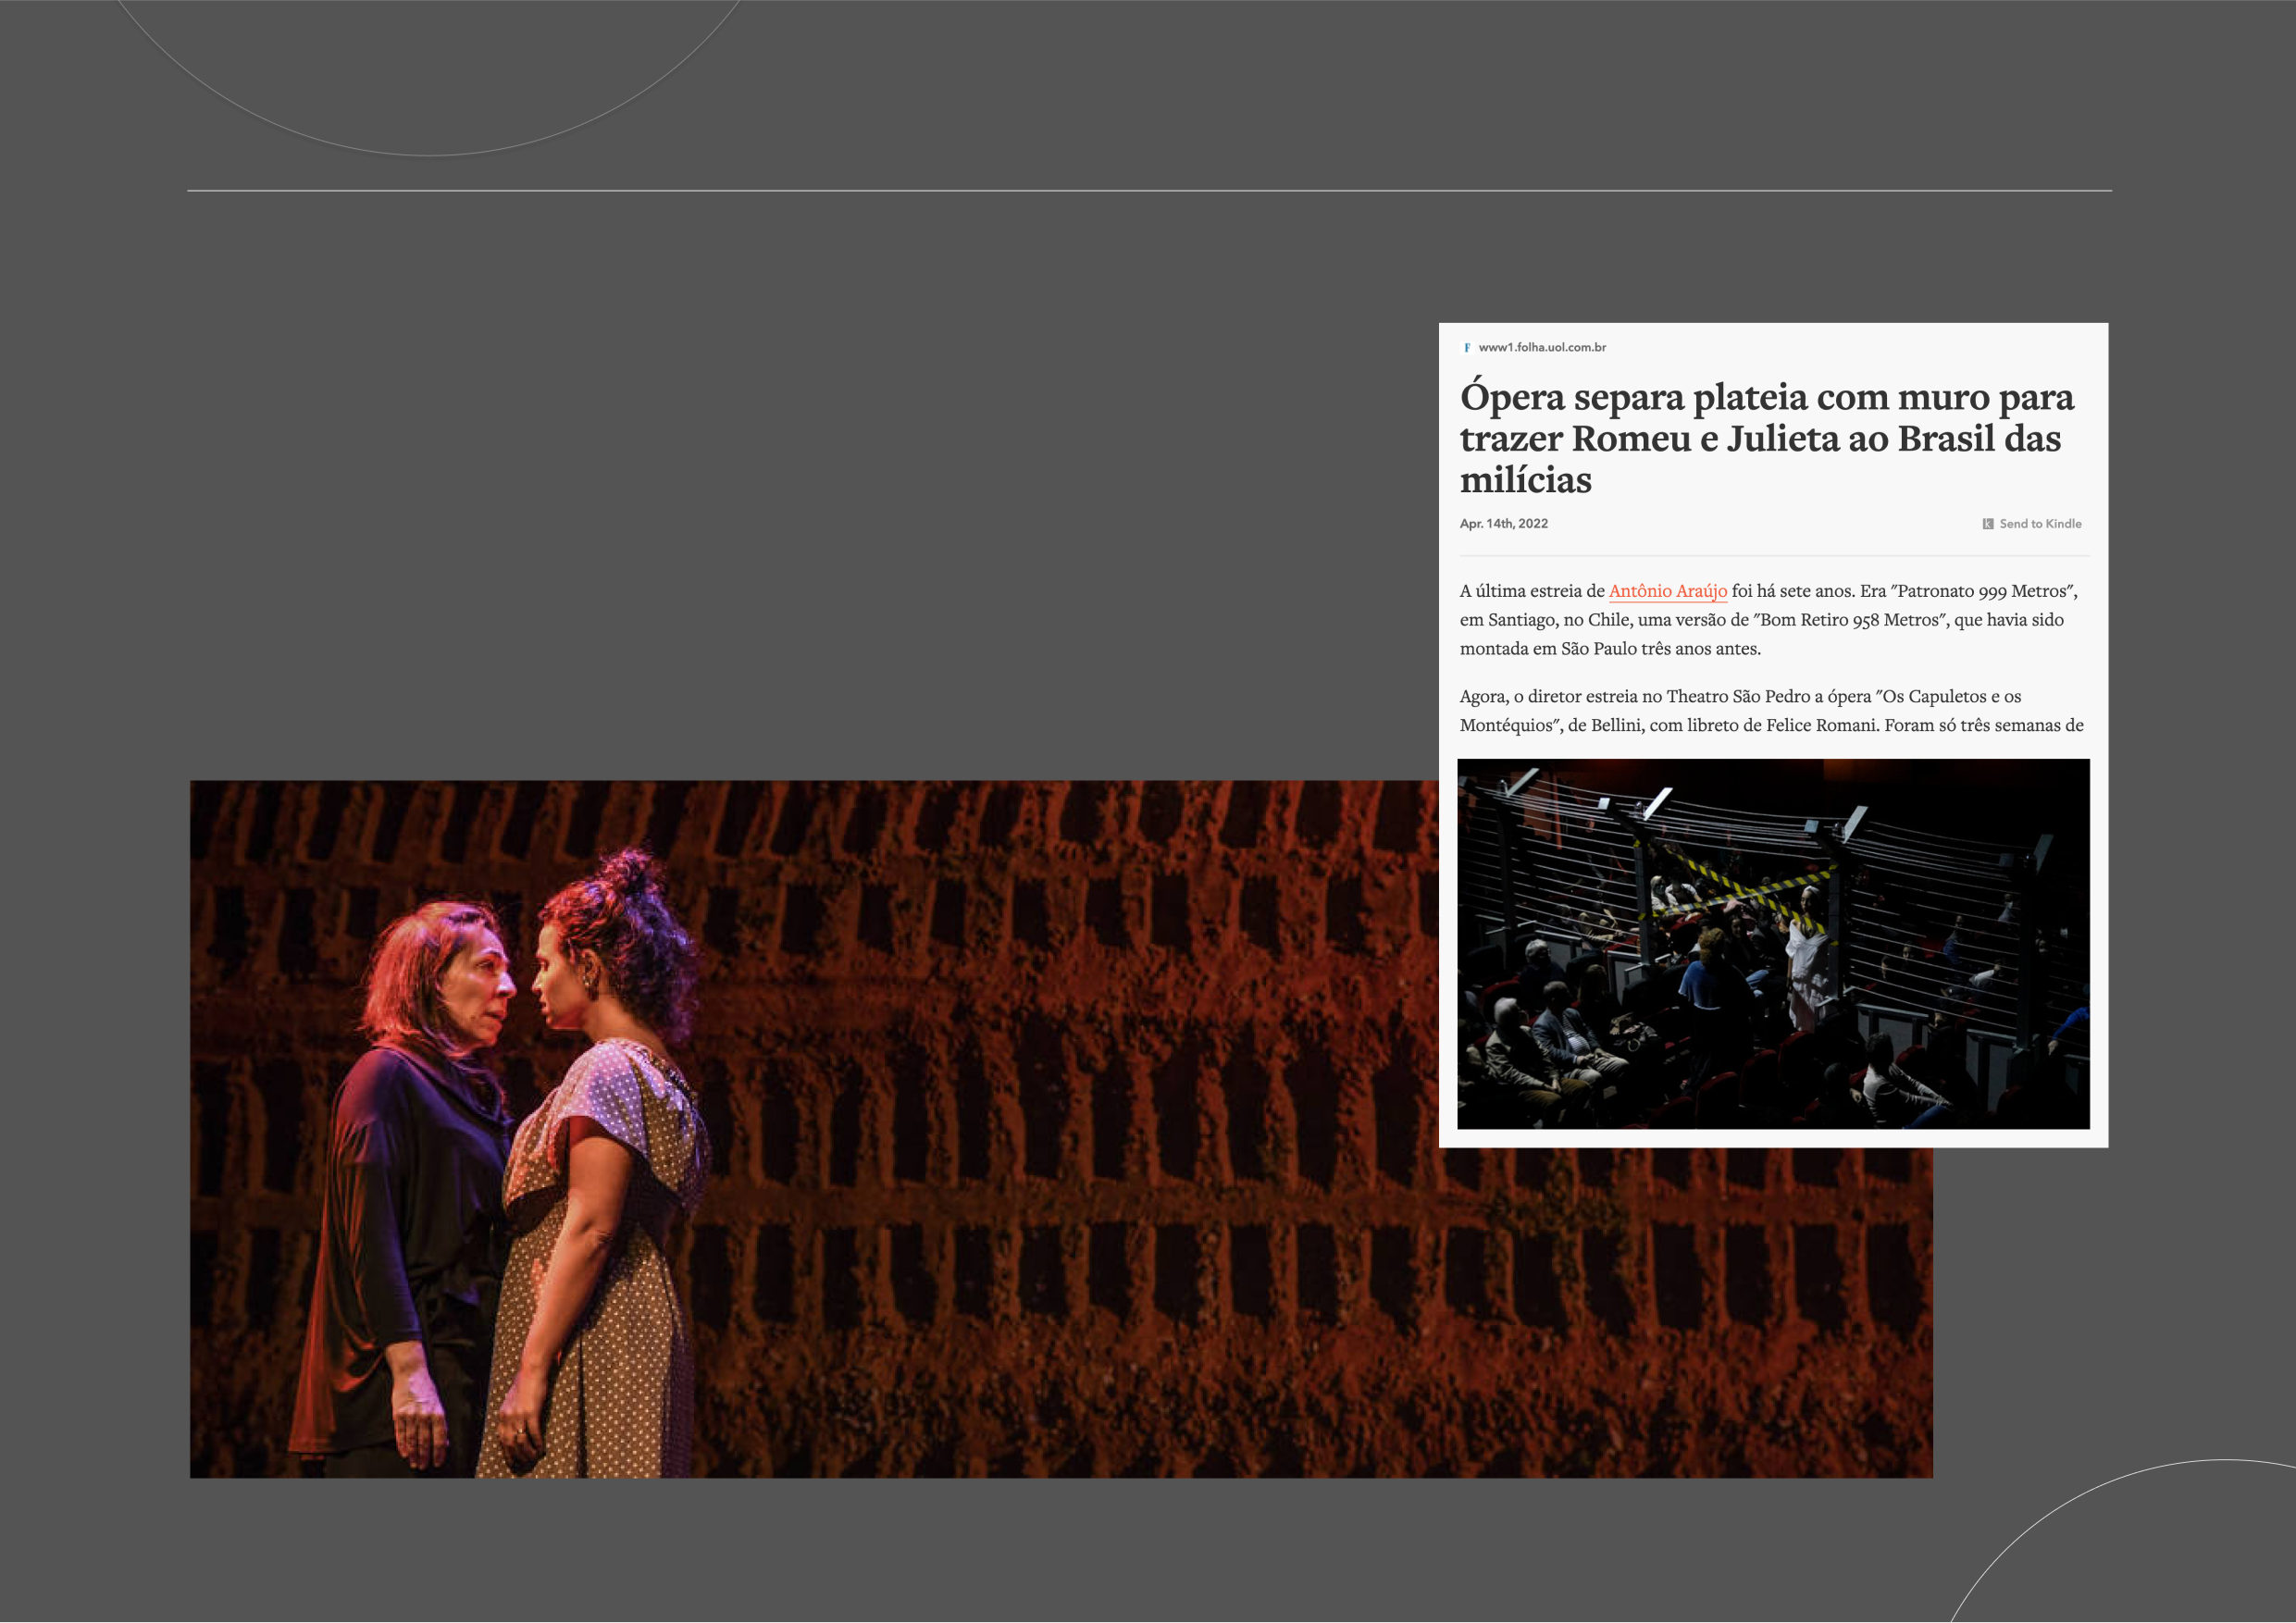 F www1.folha.uol.com.br
Ópera separa plateia com muro para
trazer Romeu e Julieta ao Brasil das
milícias
Apr. 14th, 2022
Send to Kindle
A última estreia de Antônio Araújo foi há sete anos. Era "Patronato 999 Metros",
em Santiago, no Chile, uma versão de "Bom Retiro 958 Metros", que havia sido
montada em São Paulo três anos antes.
Agora, o diretor estreia no Theatro São Pedro a ópera "Os Capuletos e os
Montéquios", de Bellini, com libreto de Felice Romani. Foram só três semanas de